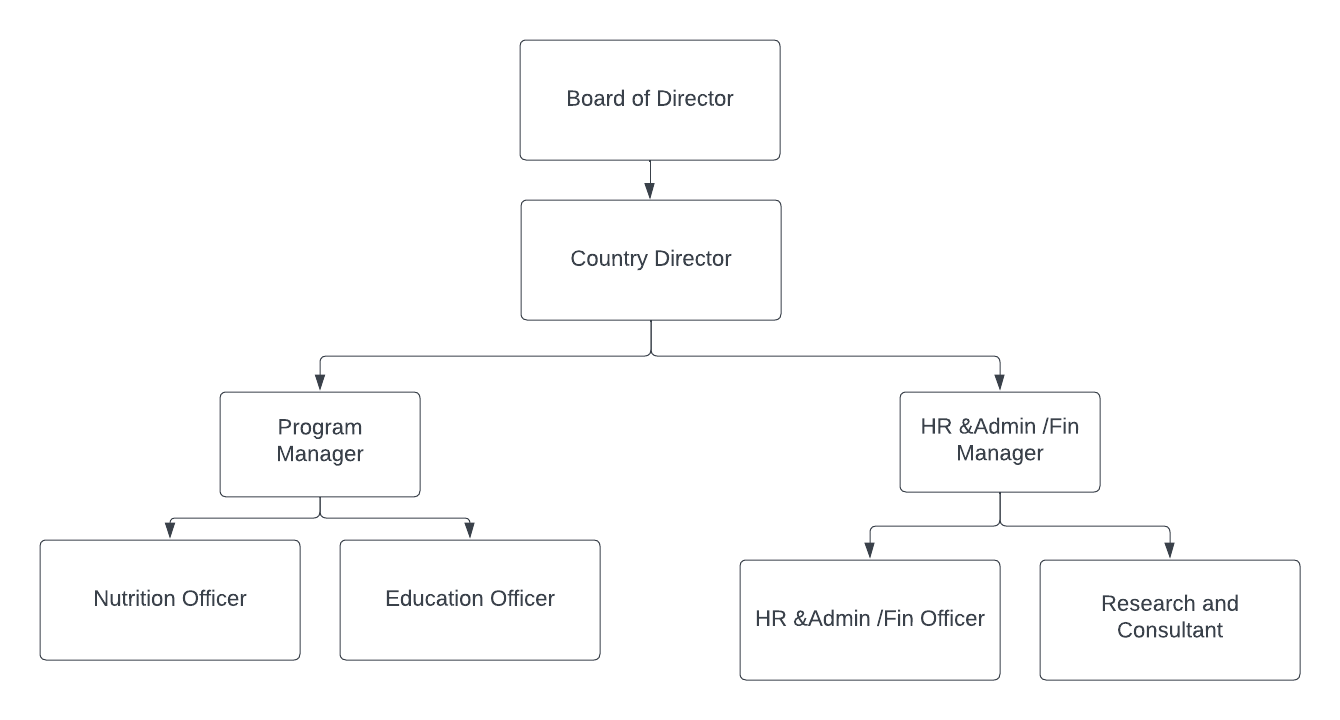 Board of Director
Country Director
Program
Manager
HR &Admin /Fin
Manager
Nutrition Officer
Education Officer
HR &Admin /Fin Officer
Research and
Consultant